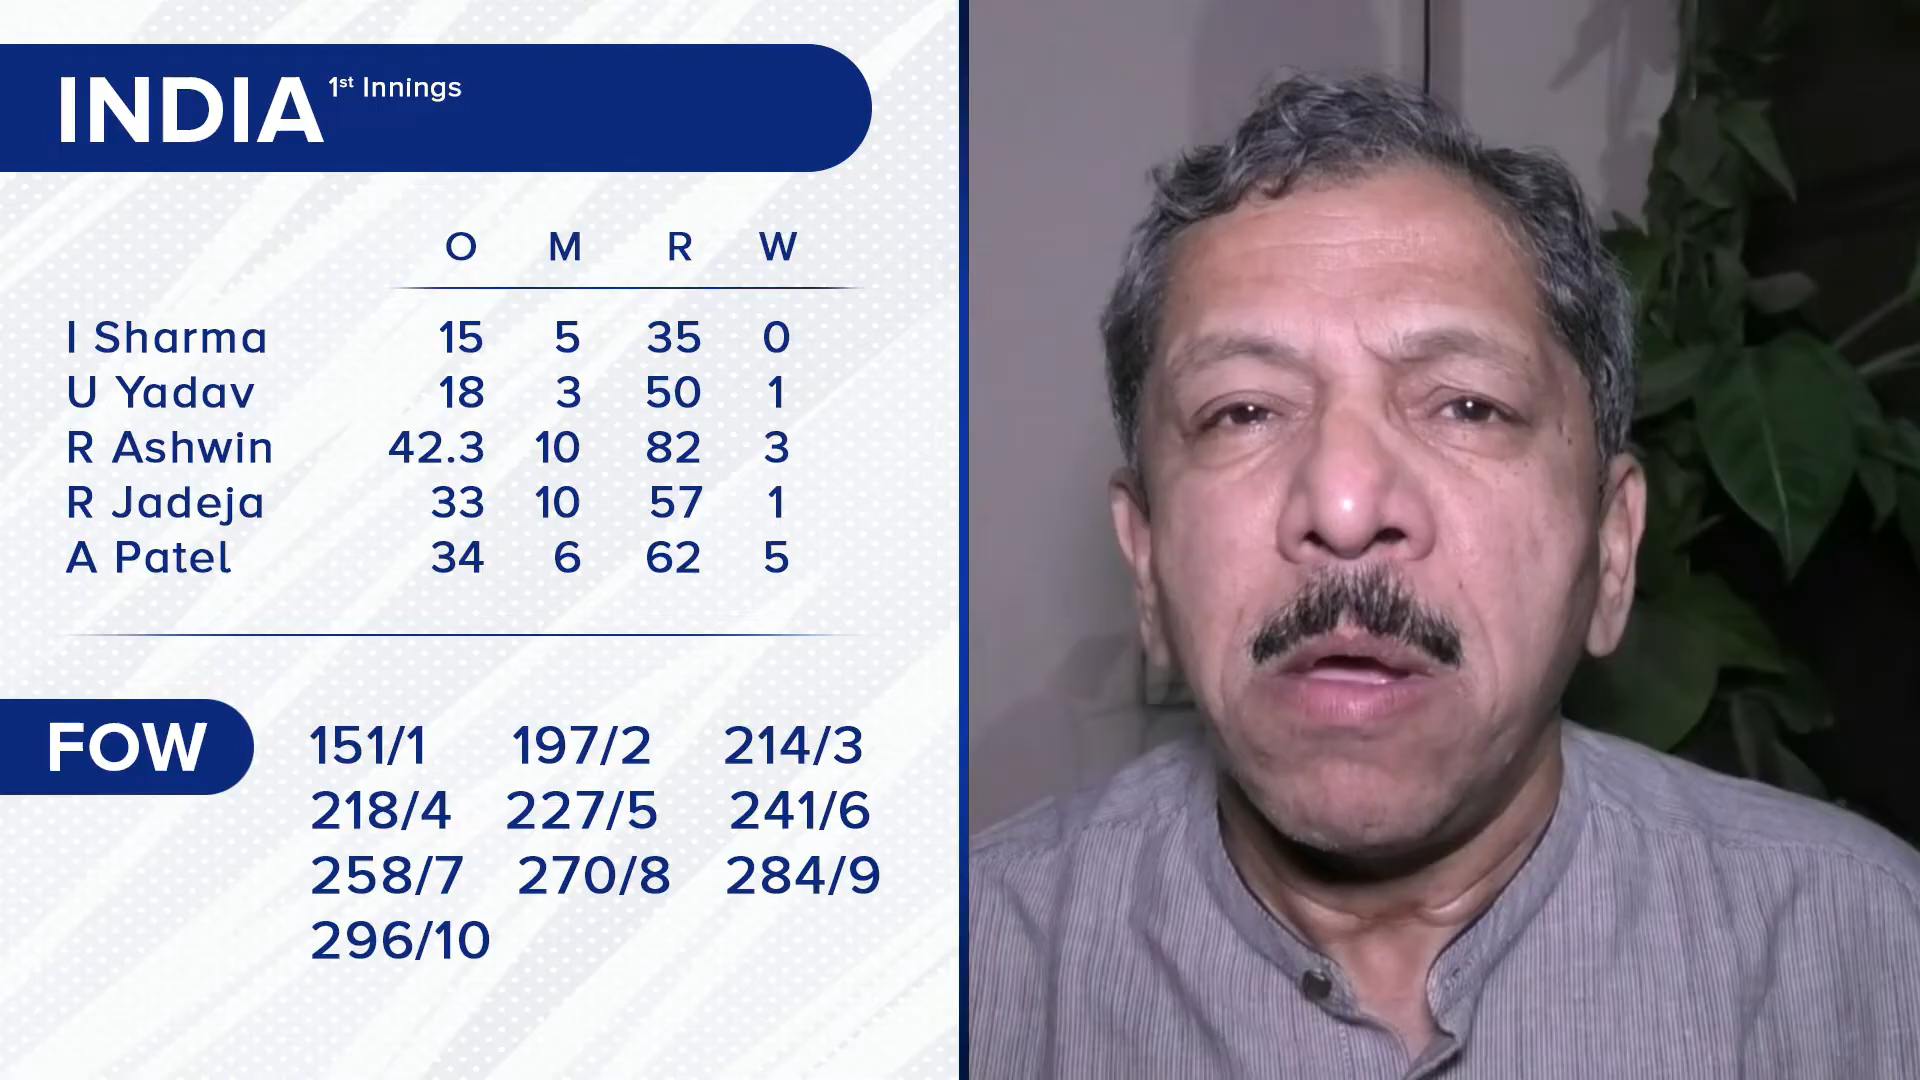 INDIA 1st Innings
O M R W
I Sharma 15 5 35 0
U Yadav 18 3 50 1
R Ashwin 42.3 10 82 3
R Jadeja 33 10 57 1
A Patel 34 6 62 5
FOW 151/1 197/2 214/3
218/4 227/5 241/6
258/7 270/8 284/9
296/10